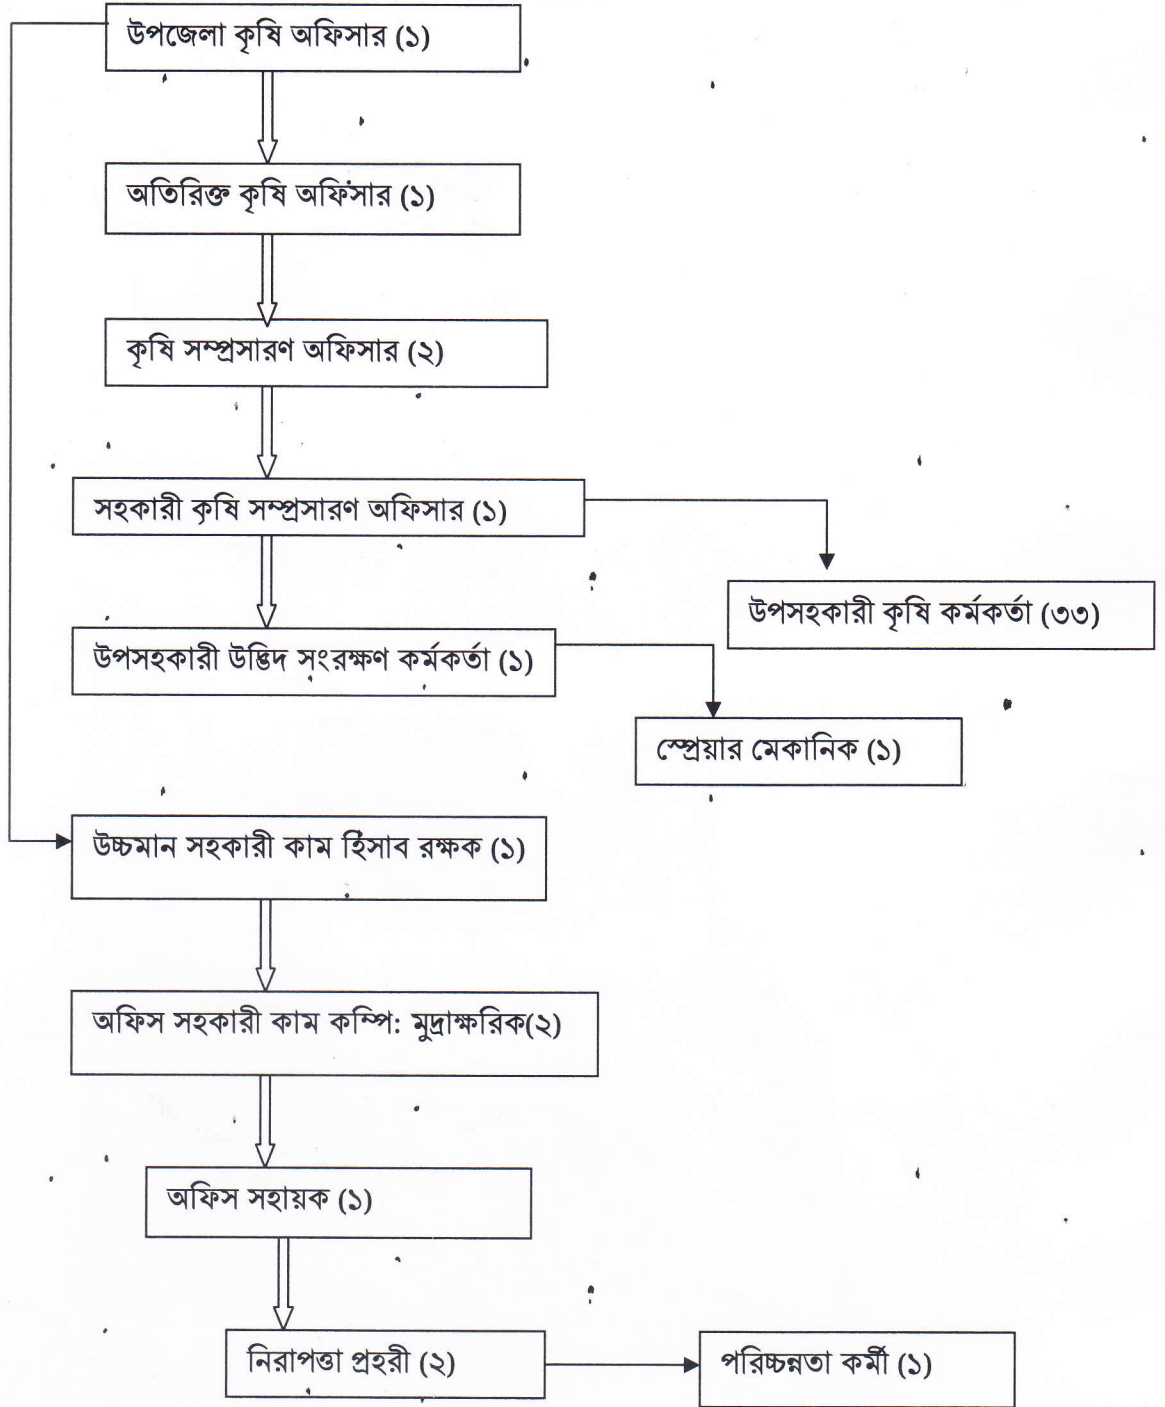 উপজেলা কৃষি অফিসার (১)
অতিরিক্ত কৃষি অফিসার (১)
কৃষি সম্প্রসারণ অফিসার (২)
সহকারী কৃষি সম্প্রসারণ অফিসার (১)
উপসহকারী কৃষি কর্মকর্তা (৩৩)
উপসহকারী উদ্ভিদ সংরক্ষণ কর্মকর্তা (১)
স্প্রেয়ার মেকানিক (১)
উচ্চমান সহকারী কাম হিসাব রক্ষক (১)
অফিস সহকারী কাম কম্পি: মুদ্রাক্ষরিক(২)
অফিস সহায়ক (১)
নিরাপত্তা প্রহরী (২)
পরিচ্চন্নতা কর্মী (১)